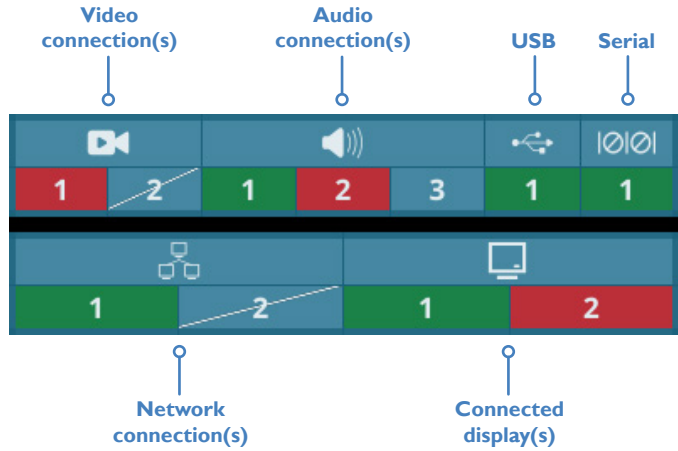 Video
connection(s)
Audio
connection(s)
USB
Serial
1 2 1 2 3 1 1
1 2 1 2
Network
connection(s)
Connected
display(s)